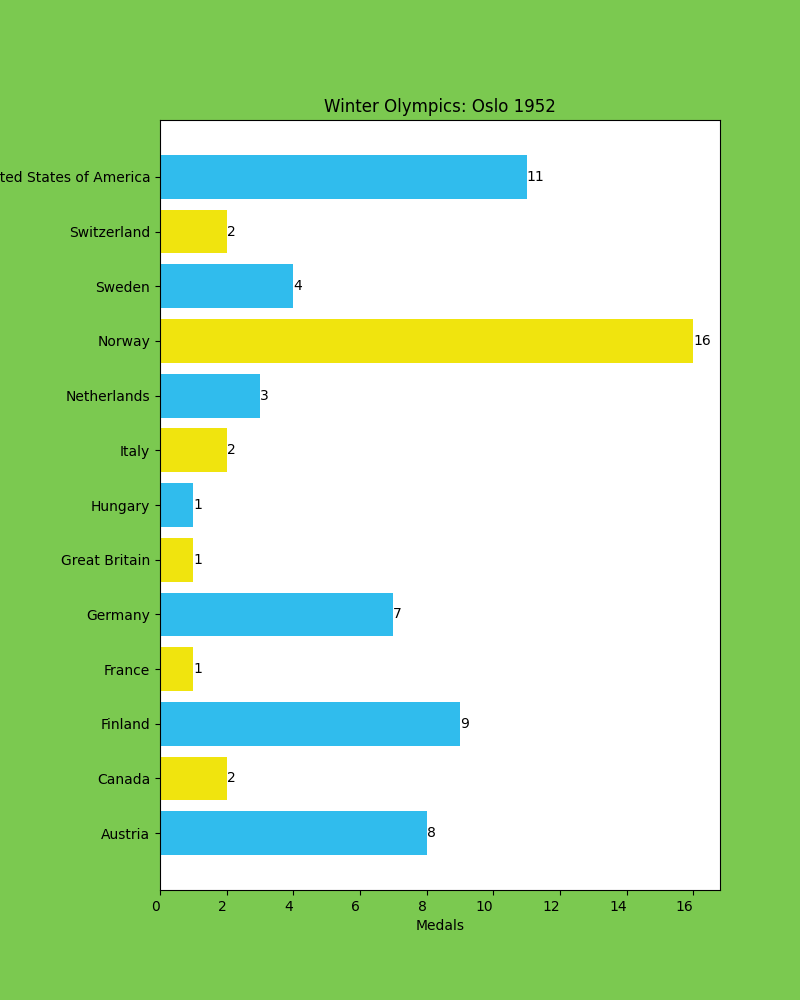 Winter Olympics: Oslo 1952
ted States of America 11
Switzerland 2
Sweden 4
Norway 16
Netherlands 3
Italy 2
Hungary 1
Great Britain 1
Germany 7
France 1
Finland 9
Canada 2
Austria 8
0 2 4 6 8 10 12 14 16
Medals